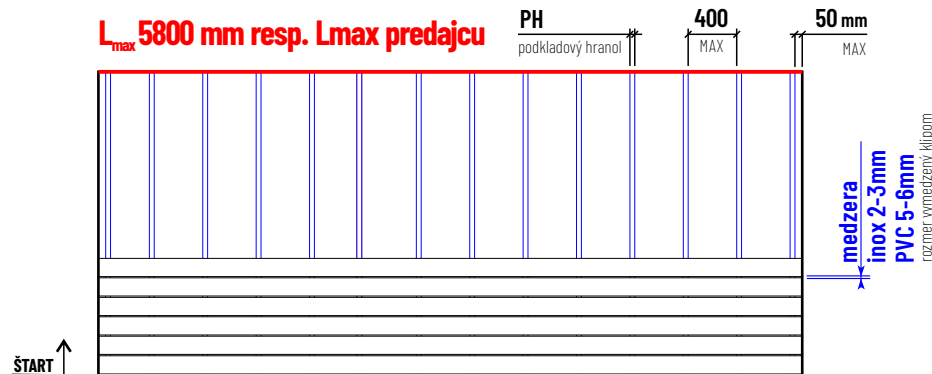 Lmax 5800 mm resp. Lmax predajcu
PH
podkladový hranol
400
MAX
50 mm
MAX
medzera
inox 2-3mm
PVC 5-6mm
rozmer vymedzený klipom
ŠTART